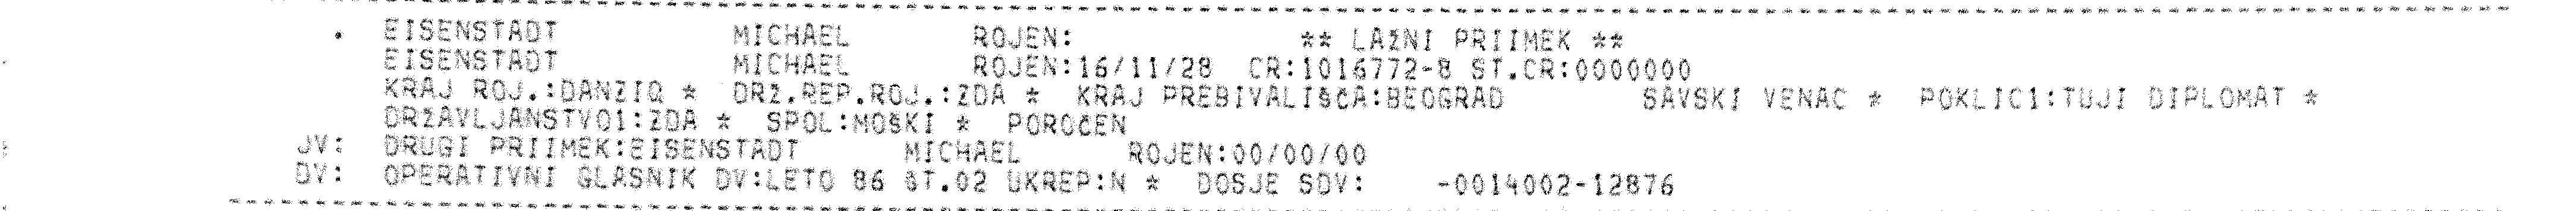 . EISENSTADT MICHAEL ROJEN: ** LAŽNI PRIIMEK **
EISENSTADT MICHAEL ROJEN:16/11/28 CR:1016772-8 ŠT.CR:0000000
KRAJ ROJ.:DANZIQ * DRŽ.REP.ROJ.:ZDA * KRAJ PREBIVALIŠČA:BEOGRAD SAVSKI VENAC * POKLIC1:TUJI DIPLOMAT *
DRŽAVLJANSTVO1:ZDA * SPOL:MOŠKI * POROČEN
JV: DRUGI PRIIMEK:EISENSTADT MICHAEL ROJEN:00/00/00
DV: OPERATIVNI GLASNIK DV:LETO 86 ŠT.02 UKREP:N * DOSJE SDV: -0014002-12876